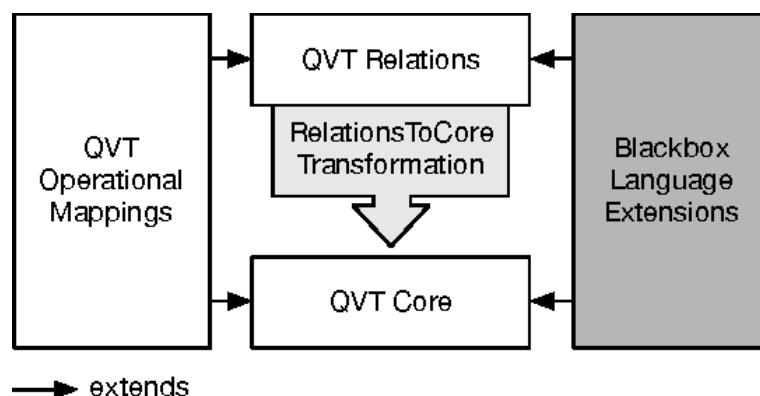 QVT Relations
RelationsToCore
Transformation
QVT
Operational
Mappings
Blackbox
Language
Extensions
QVT Core
extends